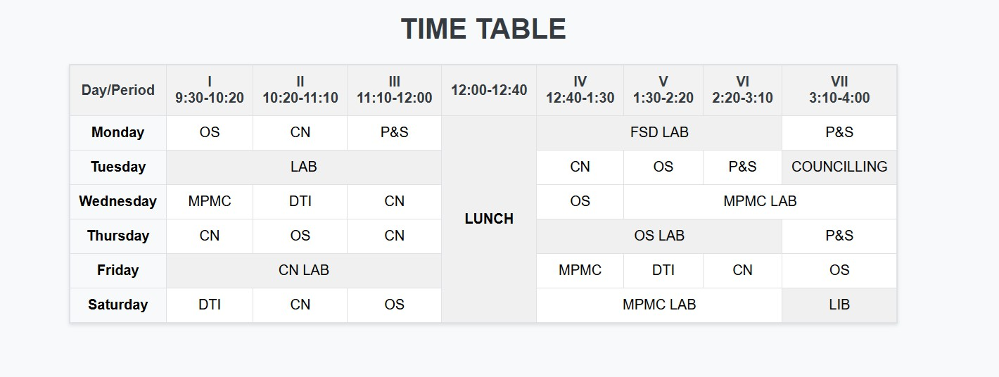 TIME TABLE
Day/Period I II III 12:00-12:40 IV V VI VII
9:30-10:20 10:20-11:10 11:10-12:00 12:40-1:30 1:30-2:20 2:20-3:10 3:10-4:00
Monday OS CN P&S FSD LAB P&S
Tuesday LAB CN OS P&S COUNCILLING
Wednesday MPMC DTI CN OS MPMC LAB
LUNCH
Thursday CN OS CN OS LAB P&S
Friday CN LAB MPMC DTI CN OS
Saturday DTI CN OS MPMC LAB LIB